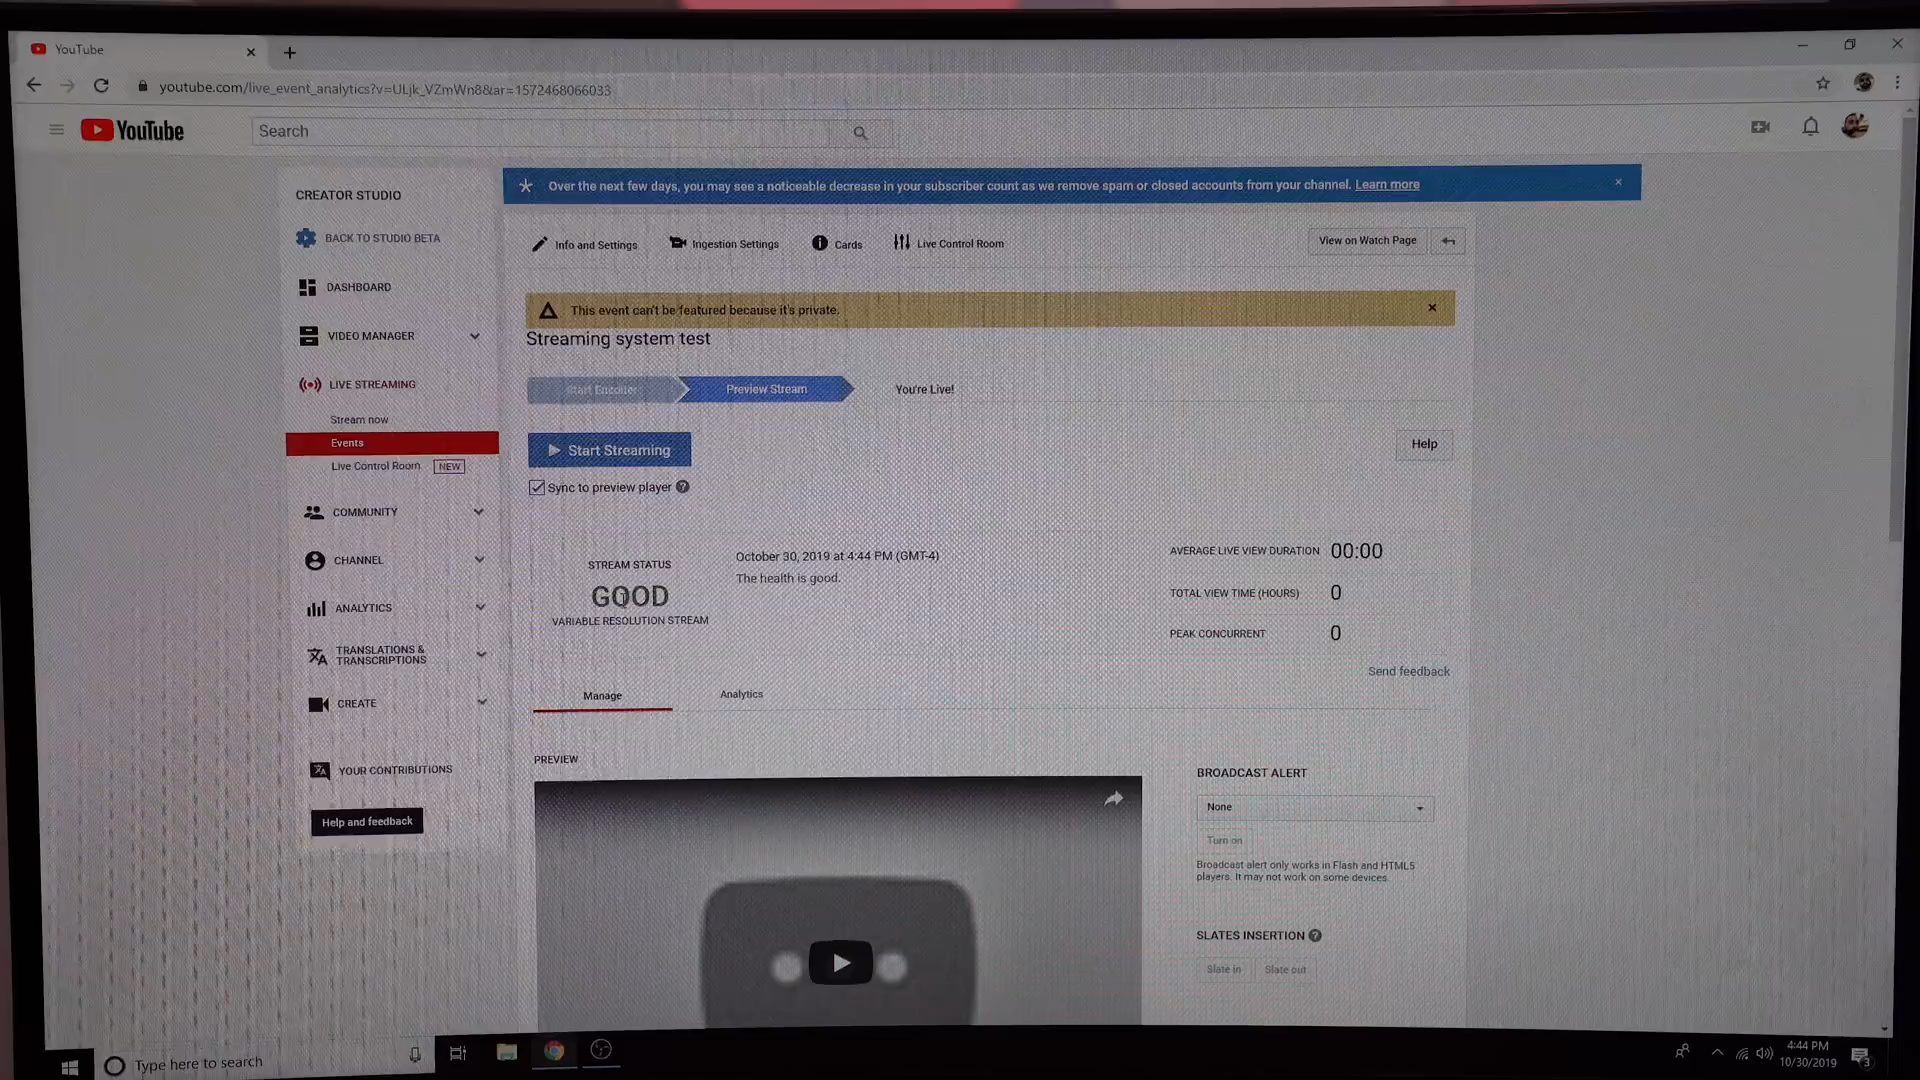 YouTube
youtube.com/live_event_analytics?v=ULjk_VZmWn8&ar=1572468066033
YouTube
Search
CREATOR STUDIO
Over the next few days, you may see a noticeable decrease in your subscriber count as we remove spam or closed accounts from your channel. Learn more
BACK TO STUDIO BETA
Info and Settings
Ingestion Settings
Cards
Live Control Room
View on Watch Page
DASHBOARD
This event can't be featured because it's private.
VIDEO MANAGER
Streaming system test
LIVE STREAMING
Start Encoder
Preview Stream
You're Live!
Stream now
Events
Live Control Room NEW
Start Streaming
Help
Sync to preview player
COMMUNITY
CHANNEL
ANALYTICS
TRANSLATIONS &
TRANSCRIPTIONS
CREATE
YOUR CONTRIBUTIONS
Help and feedback
STREAM STATUS
GOOD
VARIABLE RESOLUTION STREAM
October 30, 2019 at 4:44 PM (GMT-4)
The health is good.
AVERAGE LIVE VIEW DURATION 00:00
TOTAL VIEW TIME (HOURS) 0
PEAK CONCURRENT 0
Send feedback
Manage
Analytics
PREVIEW
BROADCAST ALERT
None
Turn on
Broadcast alert only works in Flash and HTML5
players. It may not work on some devices.
SLATES INSERTION
Slate in
Slate out
Type here to search
4:44 PM
10/30/2019
3